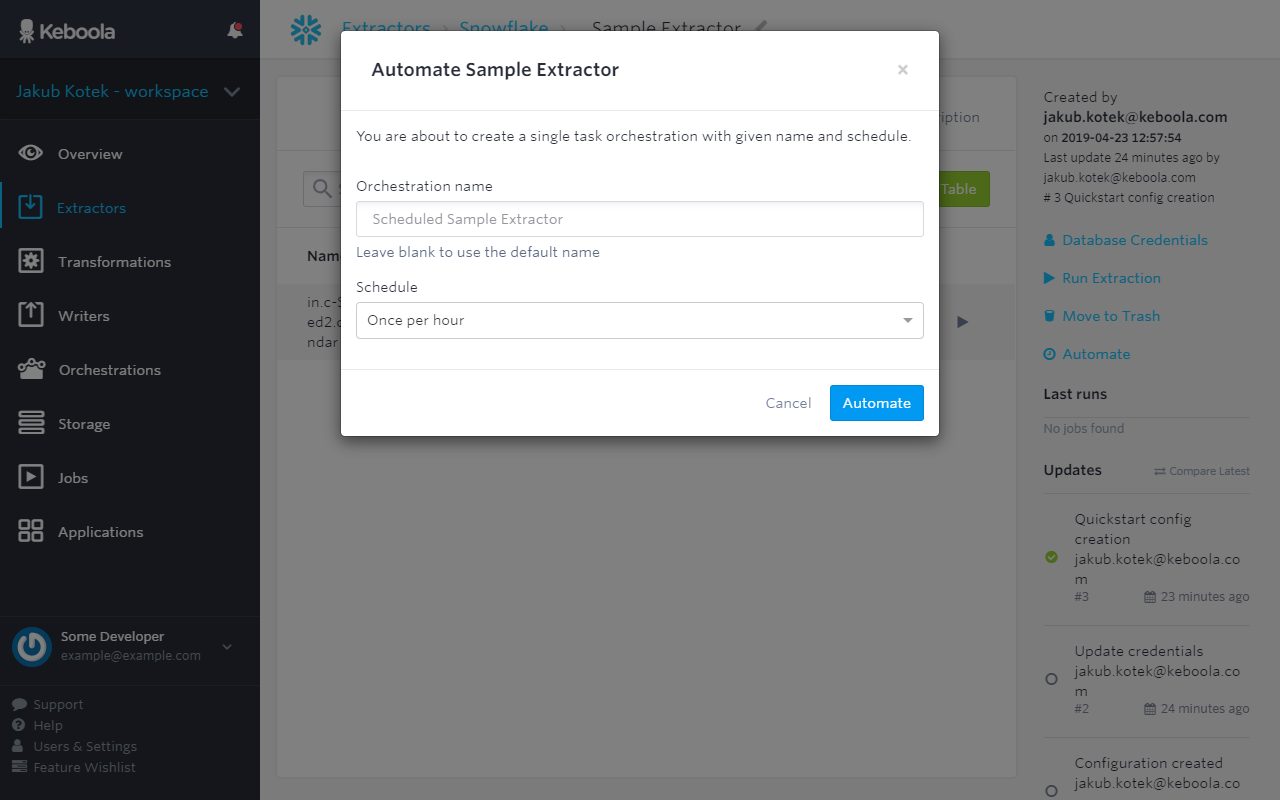 Keboola
Jakub Kotek - workspace
Overview
Extractors
Transformations
Writers
Orchestrations
Storage
Jobs
Applications
Some Developer
example@example.com
Support
Help
Users & Settings
Feature Wishlist
Extractors > Snowflake > Sample Extractor
Automate Sample Extractor
×
You are about to create a single task orchestration with given name and schedule.
Orchestration name
Scheduled Sample Extractor
Leave blank to use the default name
Schedule
Once per hour
Cancel
Automate
ription
Table
Nam
in.c-S
ed2.c
ndar
Created by
jakub.kotek@keboola.com
on 2019-04-23 12:57:54
Last update 24 minutes ago by
jakub.kotek@keboola.com
# 3 Quickstart config creation
Database Credentials
Run Extraction
Move to Trash
Automate
Last runs
No jobs found
Updates
Compare Latest
Quickstart config
creation
jakub.kotek@keboola.co
m
#3 23 minutes ago
Update credentials
jakub.kotek@keboola.co
m
#2 24 minutes ago
Configuration created
jakub.kotek@keboola.co